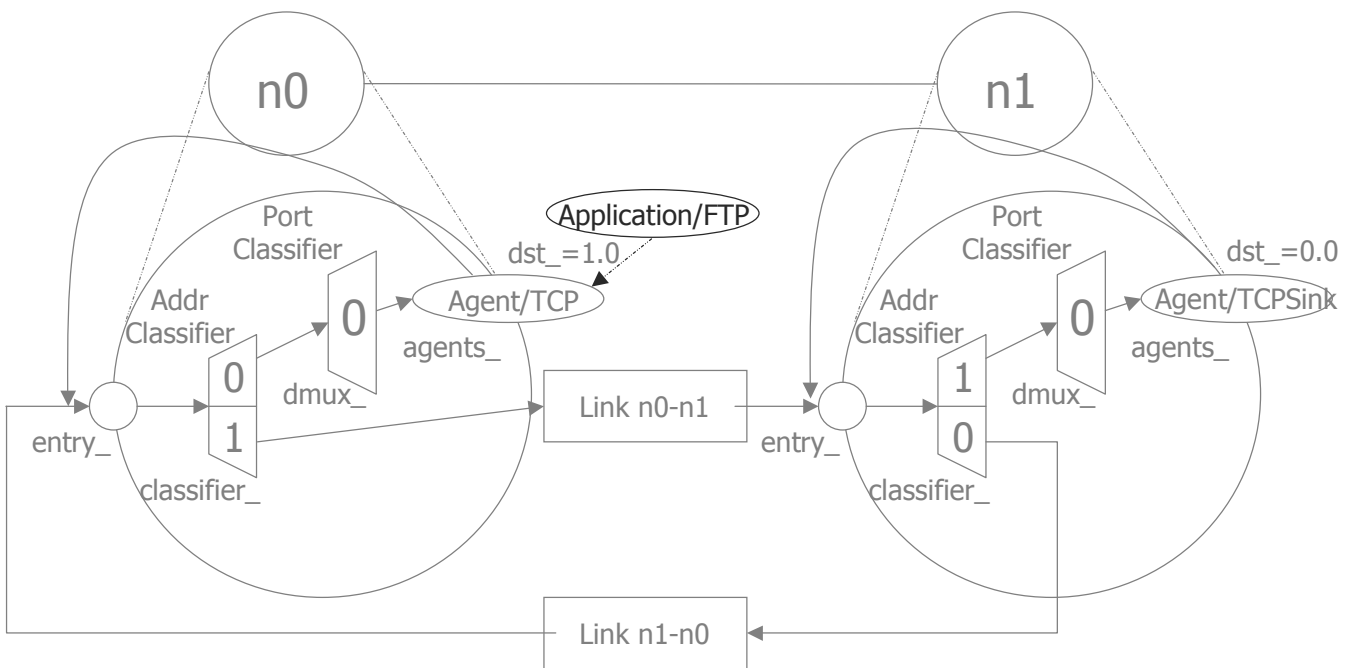 n0
n1
Port
Classifier
Application/FTP
dst_=1.0
Agent/TCP
agents_
Addr
Classifier
0
0
1
dmux_
entry_
classifier_
Link n0-n1
Port
Classifier
dst_=0.0
Agent/TCPSink
agents_
Addr
Classifier
0
1
0
dmux_
entry_
classifier_
Link n1-n0